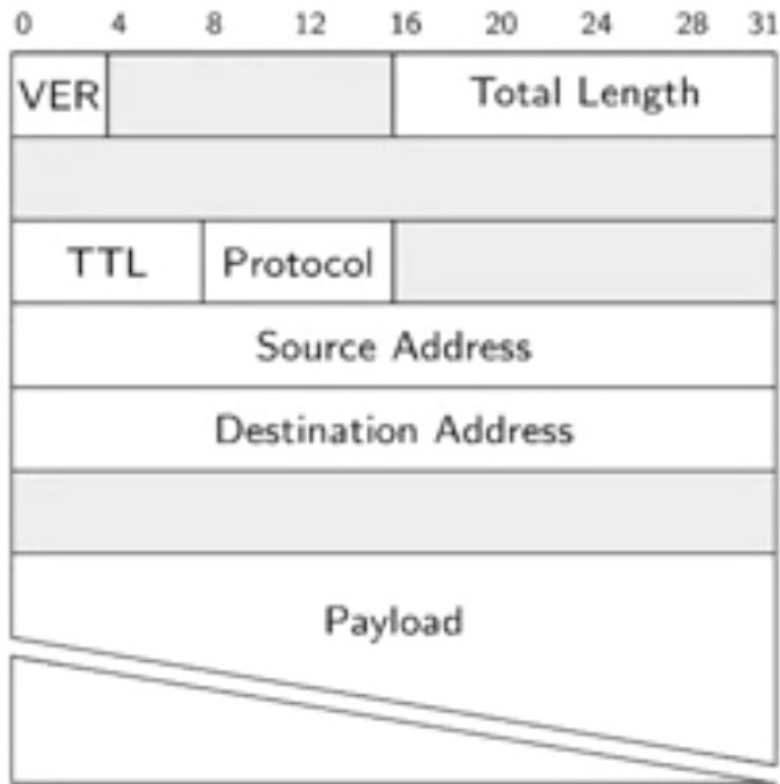 0 4 8 12 16 20 24 28 31
VER Total Length
TTL Protocol
Source Address
Destination Address
Payload